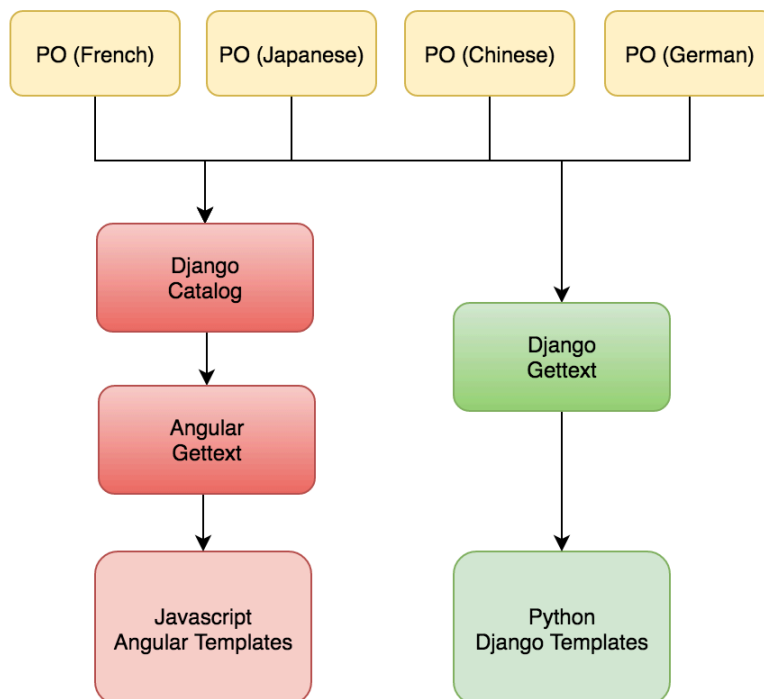 PO (French)
PO (Japanese)
PO (Chinese)
PO (German)
Django
Catalog
Django
Gettext
Angular
Gettext
Javascript
Angular Templates
Python
Django Templates